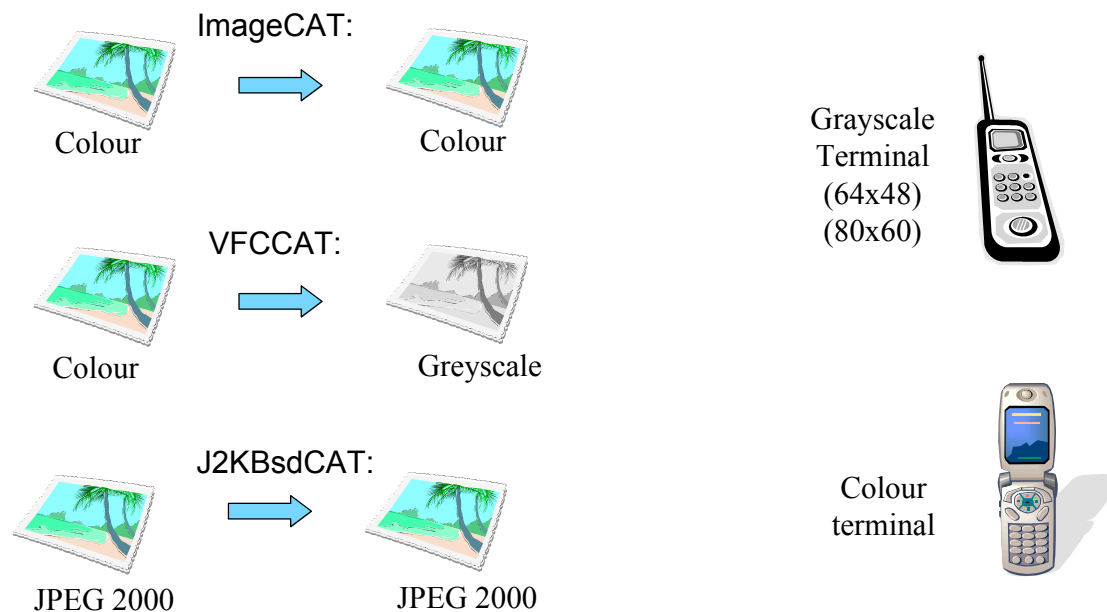 ImageCAT:
Colour
Colour
VFCCAT:
Colour
Greyscale
J2KBsdCAT:
JPEG 2000
JPEG 2000
Grayscale
Terminal
(64x48)
(80x60)
Colour
terminal